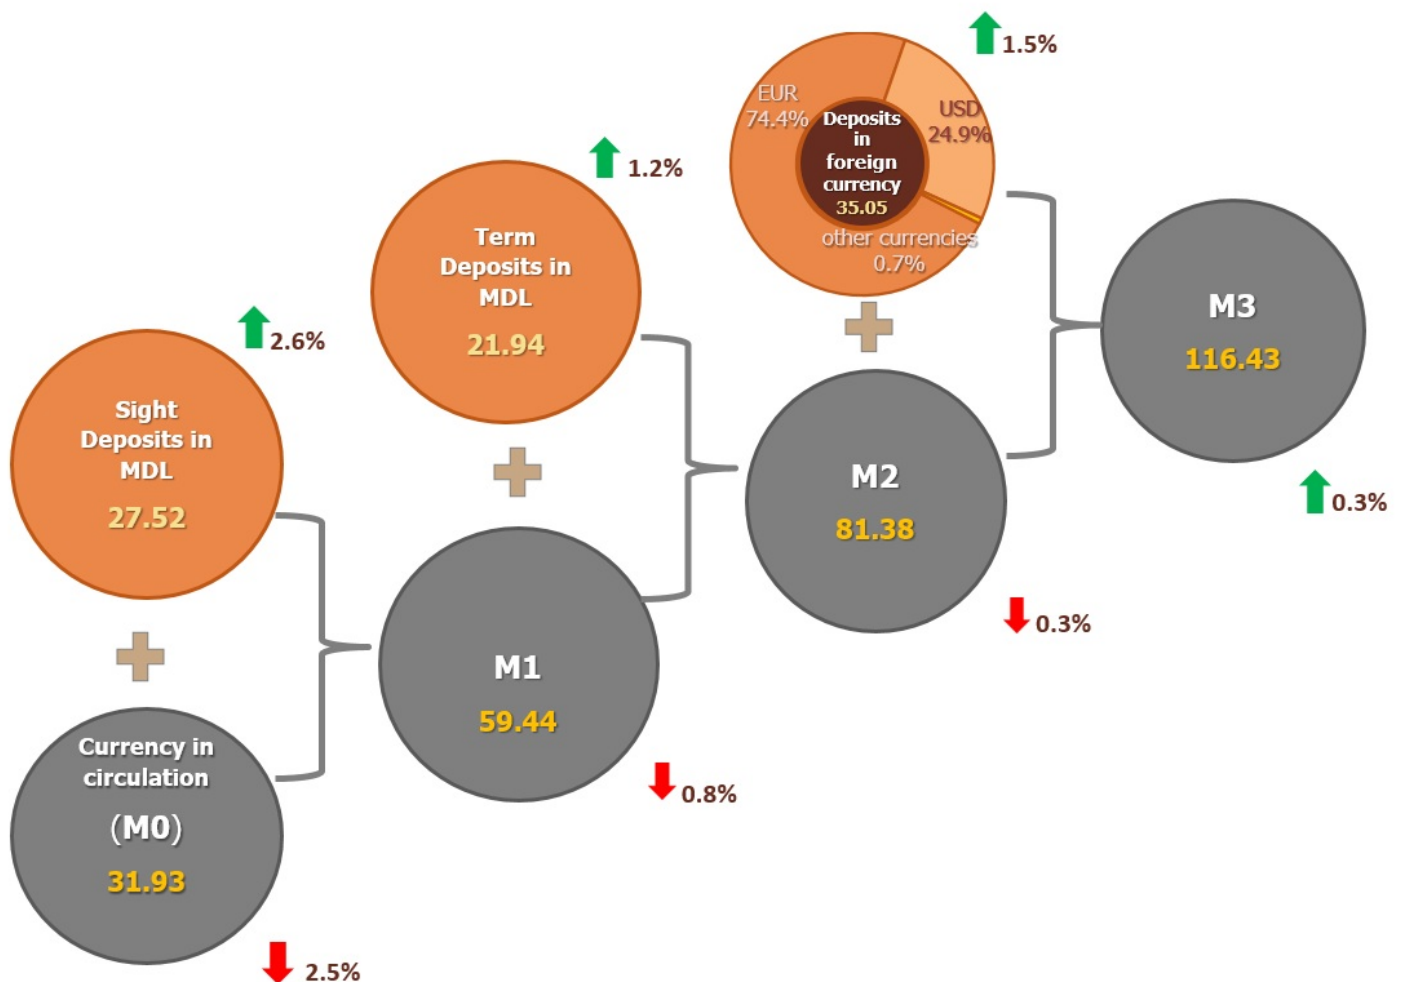 1.5%
EUR
74.4%
USD
24.9%
Deposits
in
foreign
currency
35.05
other currencies
0.7%
1.2%
Term
Deposits in
MDL
21.94
2.6%
Sight
Deposits in
MDL
27.52
M3
116.43
0.3%
M2
81.38
0.3%
M1
59.44
0.8%
Currency in
circulation
(M0)
31.93
2.5%